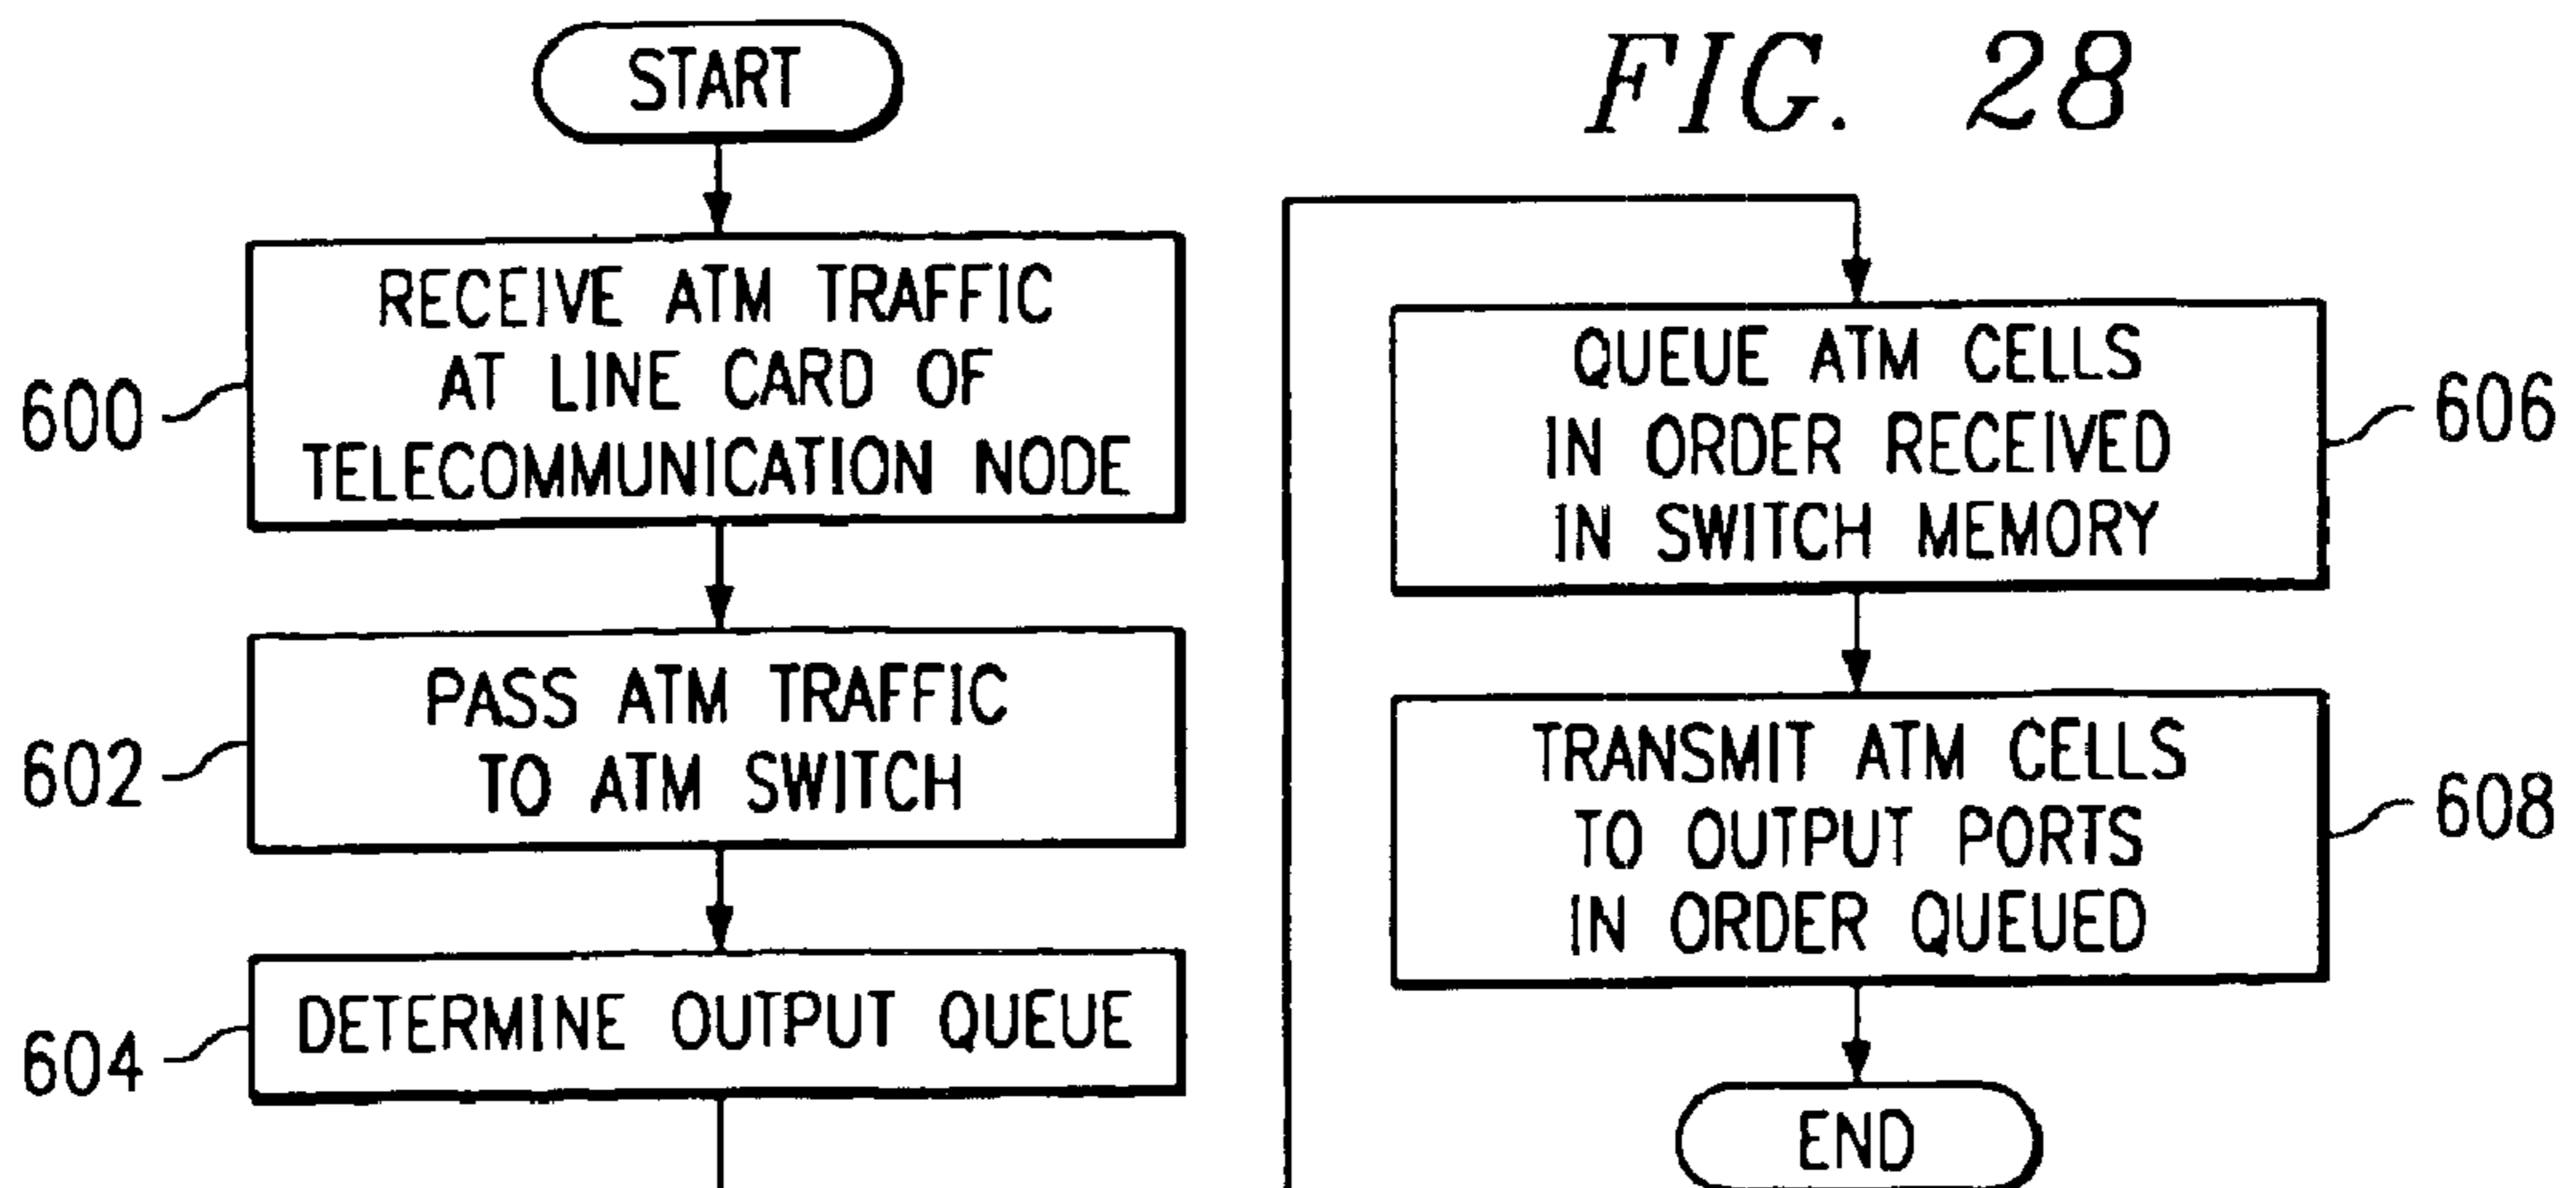 FIG. 28
START
600
RECEIVE ATM TRAFFIC
AT LINE CARD OF
TELECOMMUNICATION NODE
602
PASS ATM TRAFFIC
TO ATM SWITCH
604
DETERMINE OUTPUT QUEUE
606
QUEUE ATM CELLS
IN ORDER RECEIVED
IN SWITCH MEMORY
608
TRANSMIT ATM CELLS
TO OUTPUT PORTS
IN ORDER QUEUED
END